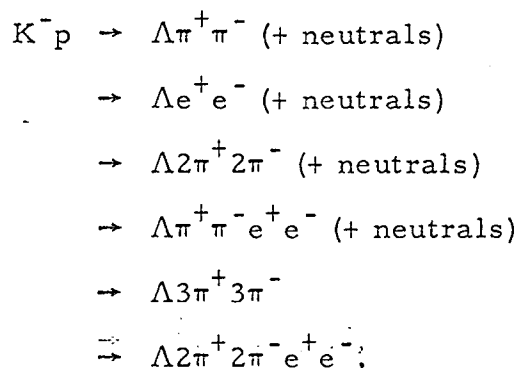 K⁻p → Λπ⁺π⁻ (+ neutrals)
→ Λe⁺e⁻ (+ neutrals)
→ Λ2π⁺2π⁻ (+ neutrals)
→ Λπ⁺π⁻e⁺e⁻ (+ neutrals)
→ Λ3π⁺3π⁻
→ Λ2π⁺2π⁻e⁺e⁻;